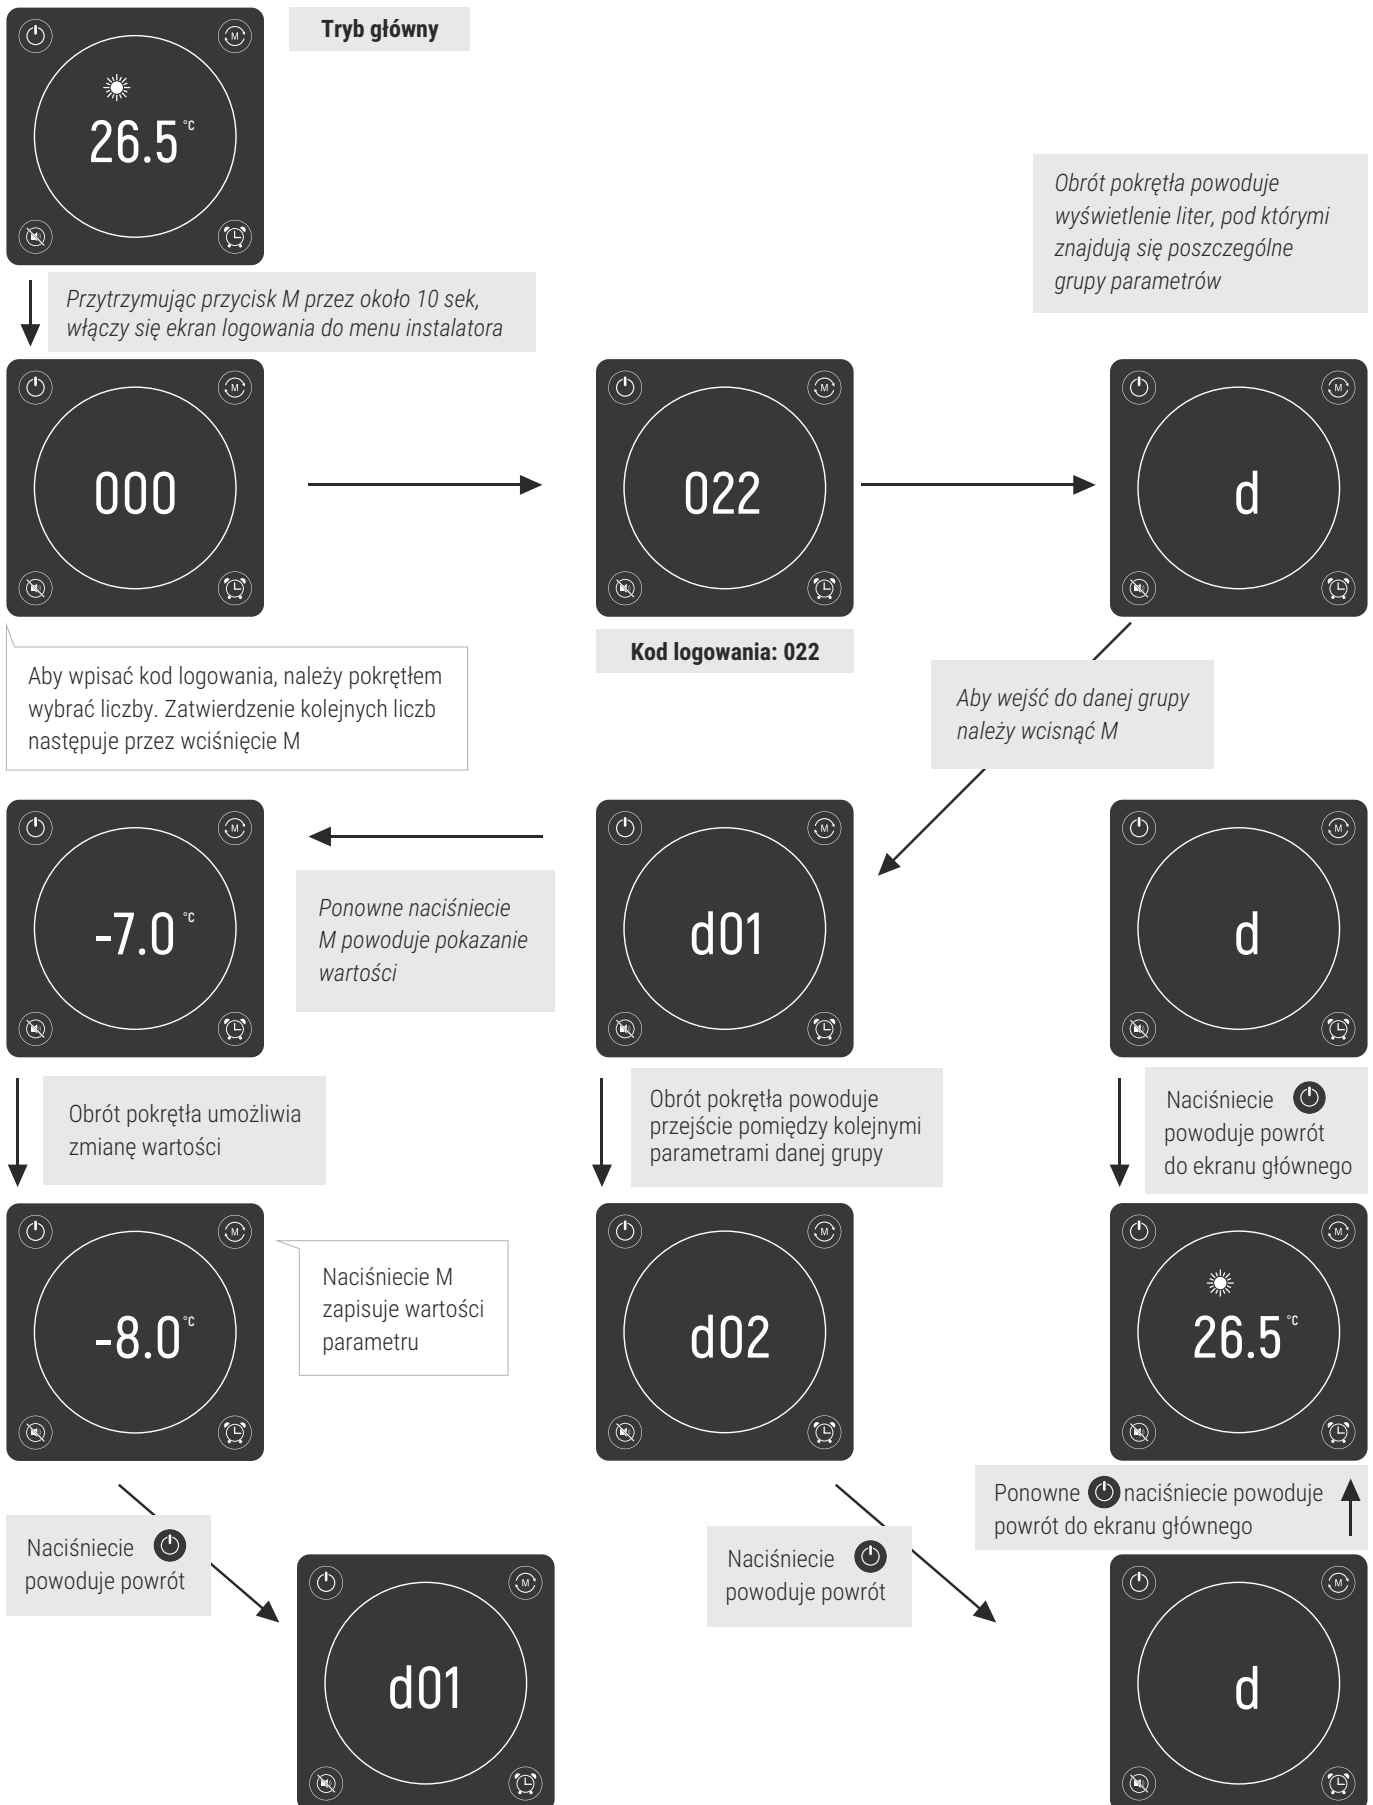 Tryb główny
M
26.5 °C
Obrót pokrętła powoduje
wyświetlenie liter, pod którymi
znajdują się poszczególne
grupy parametrów
Przytrzymując przycisk M przez około 10 sek,
włączy się ekran logowania do menu instalatora
M
000
M
022
M
d
Kod logowania: 022
Aby wpisać kod logowania, należy pokrętłem
wybrać liczby. Zatwierdzenie kolejnych liczb
następuje przez wciśnięcie M
Aby wejść do danej grupy
należy wcisnąć M
M
-7.0 °C
Ponowne naciśniecie
M powoduje pokazanie
wartości
M
d01
M
d
Obrót pokrętła umożliwia
zmianę wartości
Obrót pokrętła powoduje
przejście pomiędzy kolejnymi
parametrami danej grupy
Naciśniecie
powoduje powrót
do ekranu głównego
M
-8.0 °C
Naciśniecie M
zapisuje wartości
parametru
M
d02
M
26.5 °C
Naciśniecie
powoduje powrót
Naciśniecie
powoduje powrót
Ponowne naciśniecie powoduje
powrót do ekranu głównego
M
d01
M
d